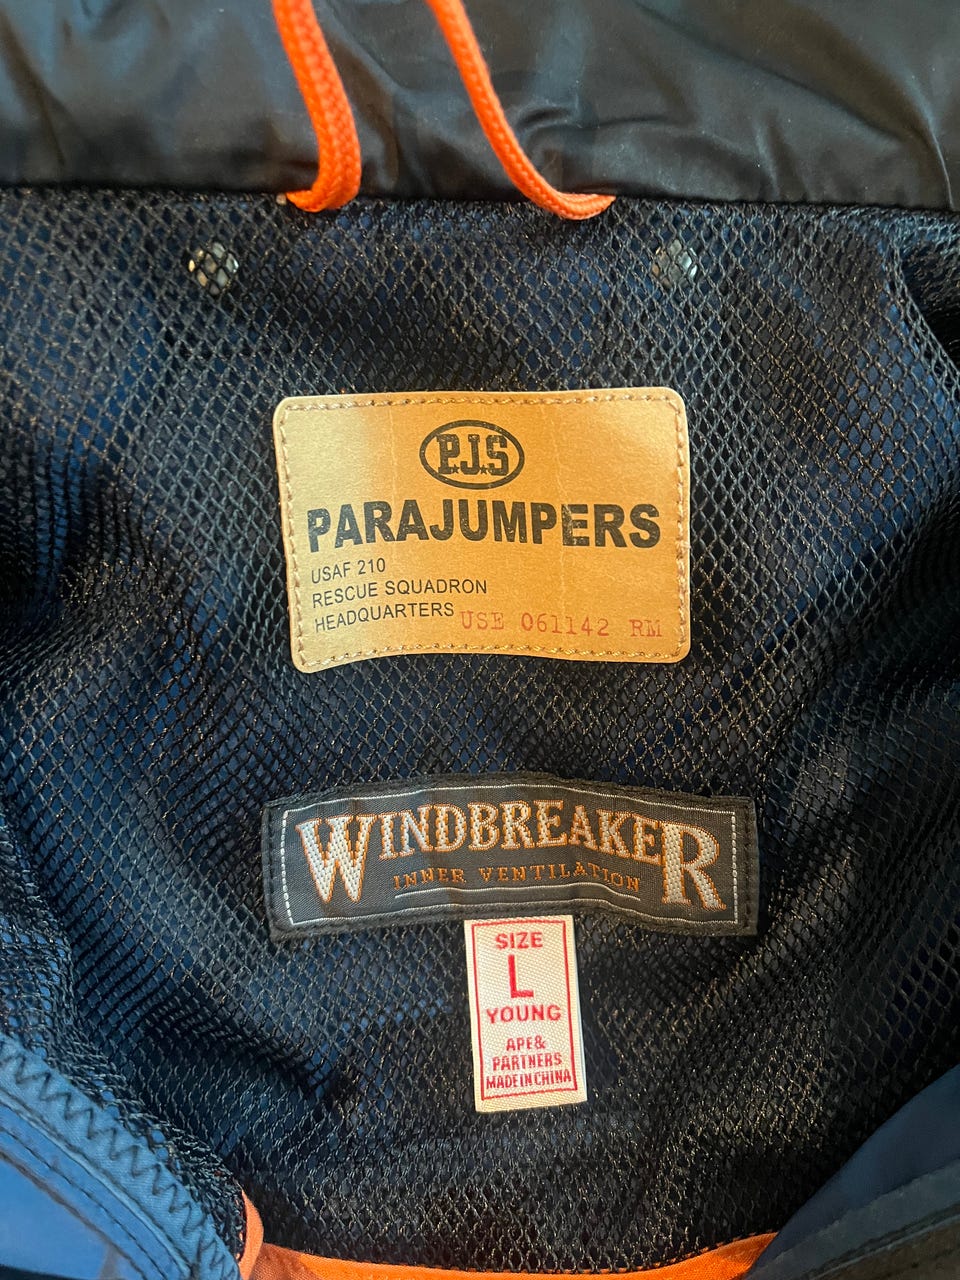 P.J.S
PARAJUMPERS
USAF 210
RESCUE SQUADRON
HEADQUARTERS USE 061142 RM
WINDBREAKER
INNER VENTILATION
SIZE
L
YOUNG
APE&
PARTNERS
MADE IN CHINA